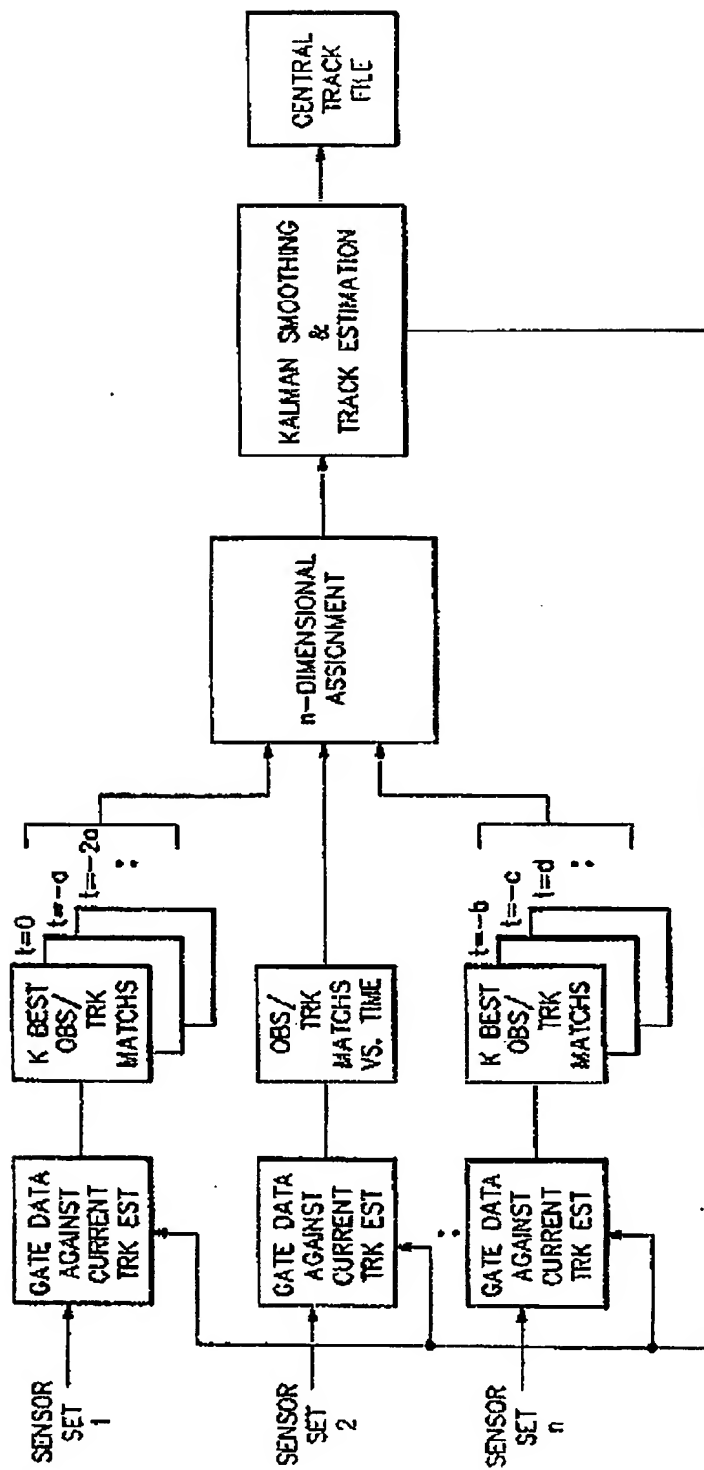 SENSOR
SET
1
GATE DATA
AGAINST
CURRENT
TRK EST
K BEST
OBS/
TRK
MATCHS
t=0
t=-a
t=-2a
:
SENSOR
SET
2
GATE DATA
AGAINST
CURRENT
TRK EST
OBS/
TRK
MATCHS
VS. TIME
:
SENSOR
SET
n
GATE DATA
AGAINST
CURRENT
TRK EST
K BEST
OBS/
TRK
MATCHS
t=-b
t=-c
t=d
:
n-DIMENSIONAL
ASSIGNMENT
KALMAN SMOOTHING
&
TRACK ESTIMATION
CENTRAL
TRACK
FILE